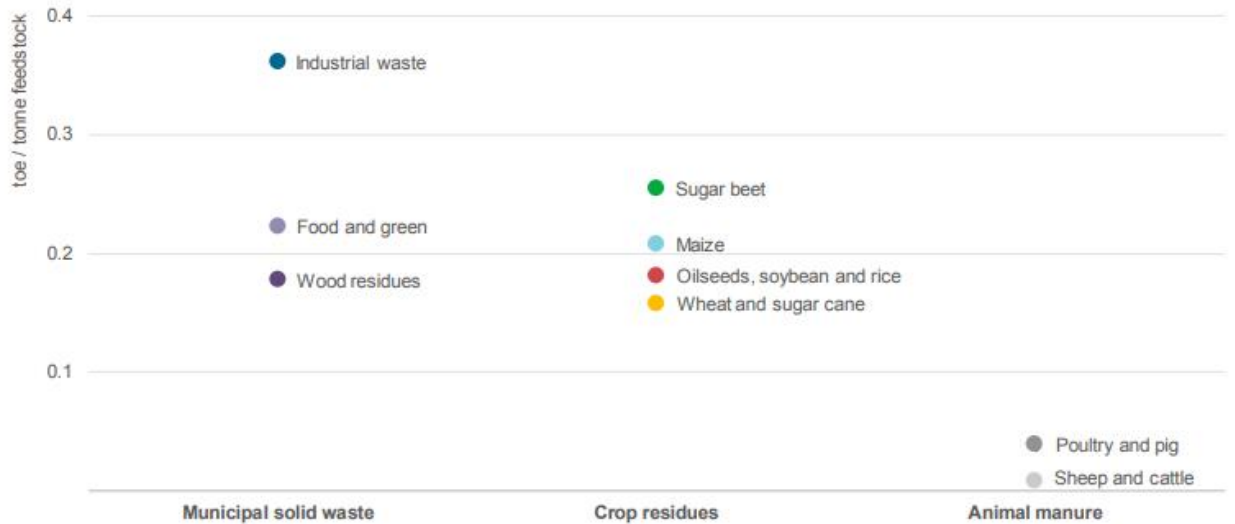 toe / tonne feedstock
0.4
0.3
0.2
0.1
Industrial waste
Food and green
Wood residues
Sugar beet
Maize
Oilseeds, soybean and rice
Wheat and sugar cane
Poultry and pig
Sheep and cattle
Municipal solid waste
Crop residues
Animal manure